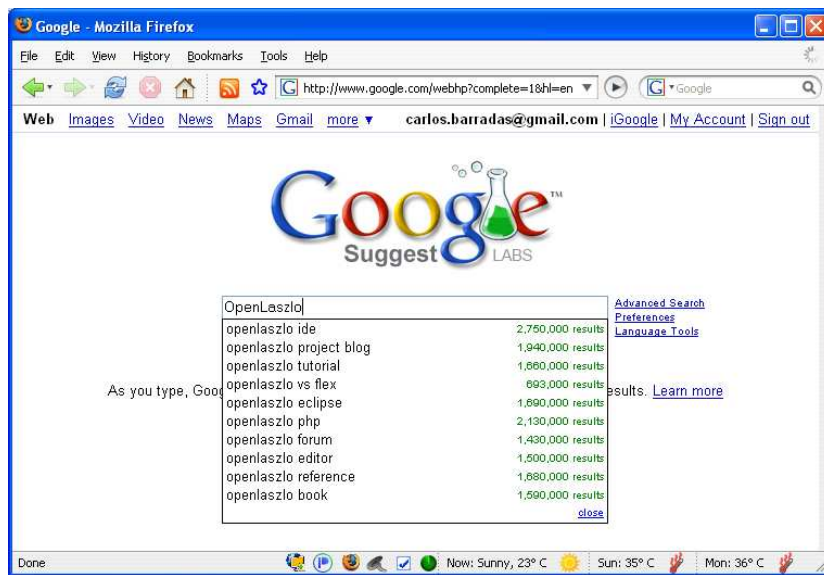 Google - Mozilla Firefox
File Edit View History Bookmarks Tools Help
http://www.google.com/webhp?complete=1&hl=en Google
Web Images Video News Maps Gmail more ▼ carlos.barradas@gmail.com | iGoogle | My Account | Sign out
Google™
Suggest LABS
OpenLaszlo
Advanced Search
Preferences
Language Tools
openlaszlo ide 2,750,000 results
openlaszlo project blog 1,940,000 results
openlaszlo tutorial 1,660,000 results
openlaszlo vs flex 693,000 results
As you type, Goog esults. Learn more
openlaszlo eclipse 1,690,000 results
openlaszlo php 2,130,000 results
openlaszlo forum 1,430,000 results
openlaszlo editor 1,500,000 results
openlaszlo reference 1,680,000 results
openlaszlo book 1,590,000 results
close
Done Now: Sunny, 23° C Sun: 35° C Mon: 36° C